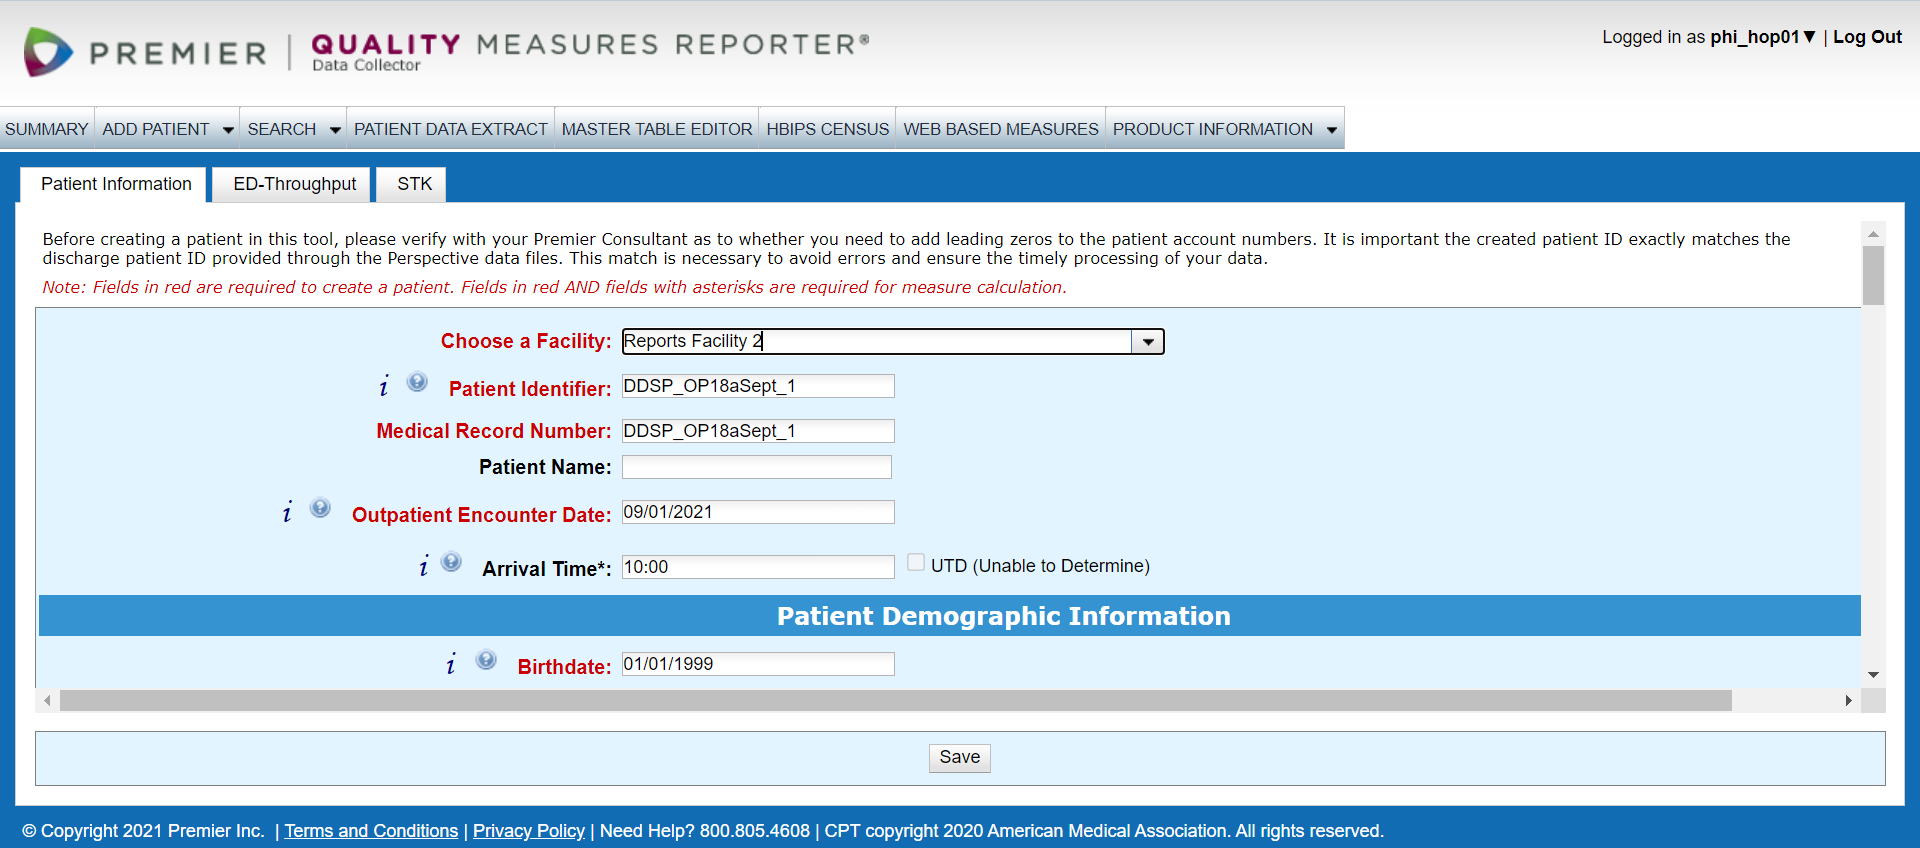 PREMIER | QUALITY MEASURES REPORTER®
Data Collector
Logged in as phi_hop01▼ | Log Out
SUMMARY ADD PATIENT SEARCH PATIENT DATA EXTRACT MASTER TABLE EDITOR HBIPS CENSUS WEB BASED MEASURES PRODUCT INFORMATION
Patient Information ED-Throughput STK
Before creating a patient in this tool, please verify with your Premier Consultant as to whether you need to add leading zeros to the patient account numbers. It is important the created patient ID exactly matches the
discharge patient ID provided through the Perspective data files. This match is necessary to avoid errors and ensure the timely processing of your data.
Note: Fields in red are required to create a patient. Fields in red AND fields with asterisks are required for measure calculation.
Choose a Facility: Reports Facility 2
i ? Patient Identifier: DDSP_OP18aSept_1
Medical Record Number: DDSP_OP18aSept_1
Patient Name:
i ? Outpatient Encounter Date: 09/01/2021
i ? Arrival Time*: 10:00 UTD (Unable to Determine)
Patient Demographic Information
i ? Birthdate: 01/01/1999
Save
© Copyright 2021 Premier Inc. | Terms and Conditions | Privacy Policy | Need Help? 800.805.4608 | CPT copyright 2020 American Medical Association. All rights reserved.